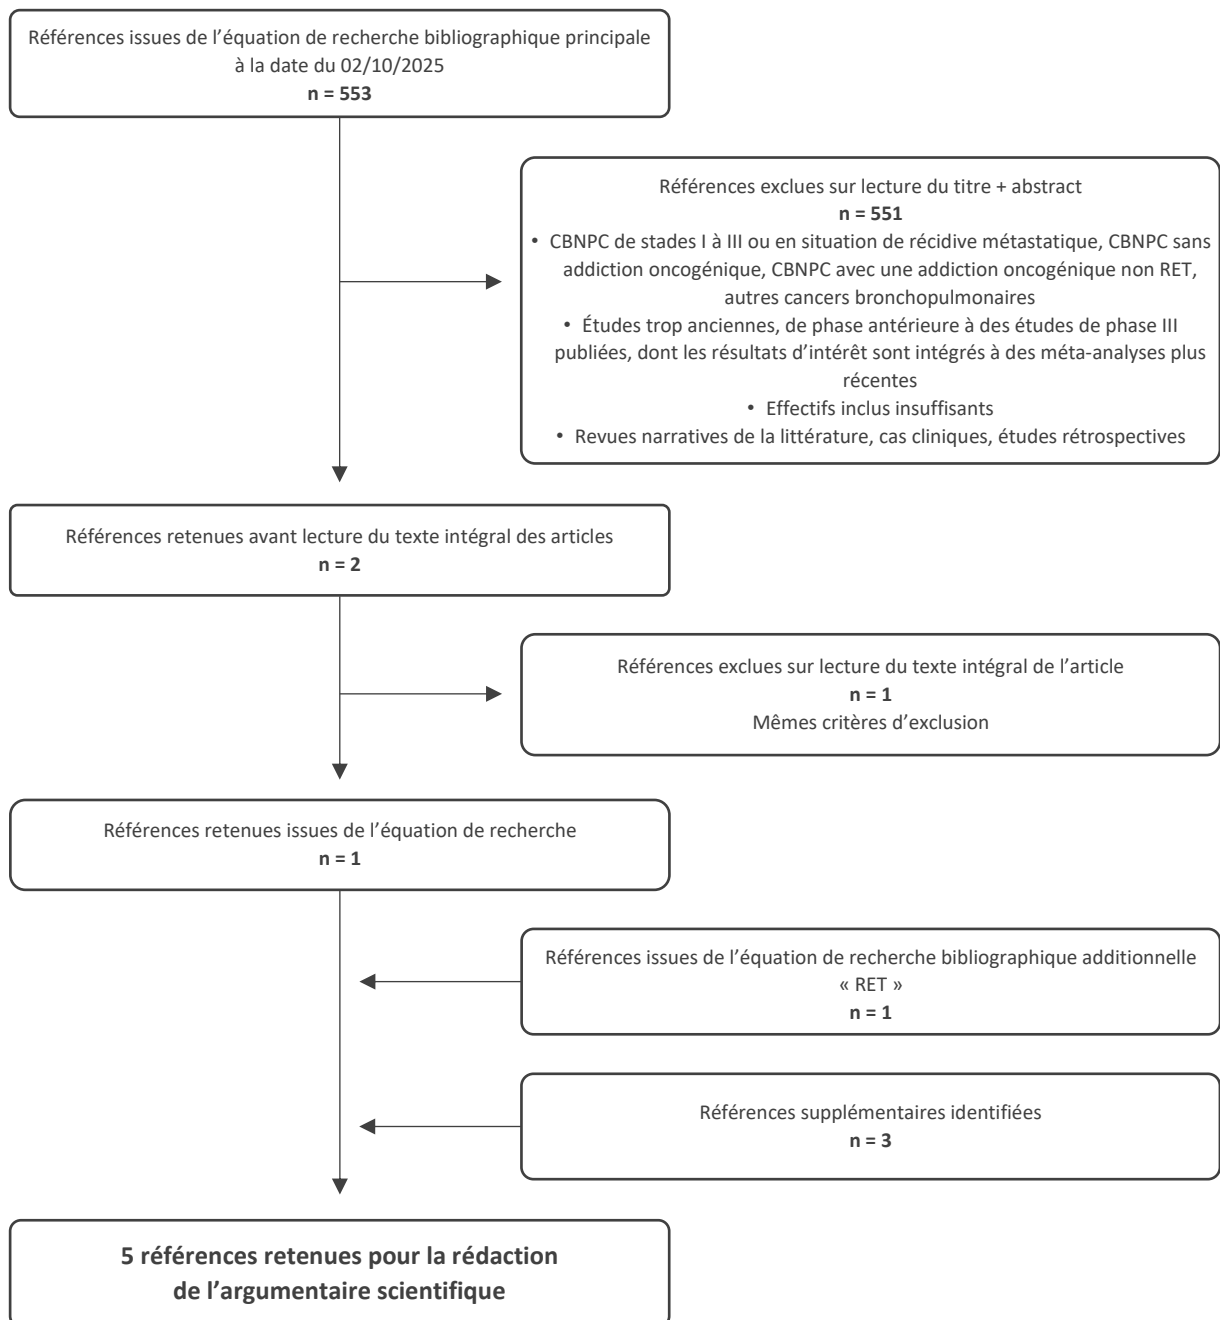 Références issues de l’équation de recherche bibliographique principale
à la date du 02/10/2025
n = 553
Références exclues sur lecture du titre + abstract
n = 551
• CBNPC de stades I à III ou en situation de récidive métastatique, CBNPC sans
addiction oncogénique, CBNPC avec une addiction oncogénique non RET,
autres cancers bronchopulmonaires
• Études trop anciennes, de phase antérieure à des études de phase III
publiées, dont les résultats d’intérêt sont intégrés à des méta-analyses plus
récentes
• Effectifs inclus insuffisants
• Revues narratives de la littérature, cas cliniques, études rétrospectives
Références retenues avant lecture du texte intégral des articles
n = 2
Références exclues sur lecture du texte intégral de l’article
n = 1
Mêmes critères d’exclusion
Références retenues issues de l’équation de recherche
n = 1
Références issues de l’équation de recherche bibliographique additionnelle
« RET »
n = 1
Références supplémentaires identifiées
n = 3
5 références retenues pour la rédaction
de l’argumentaire scientifique